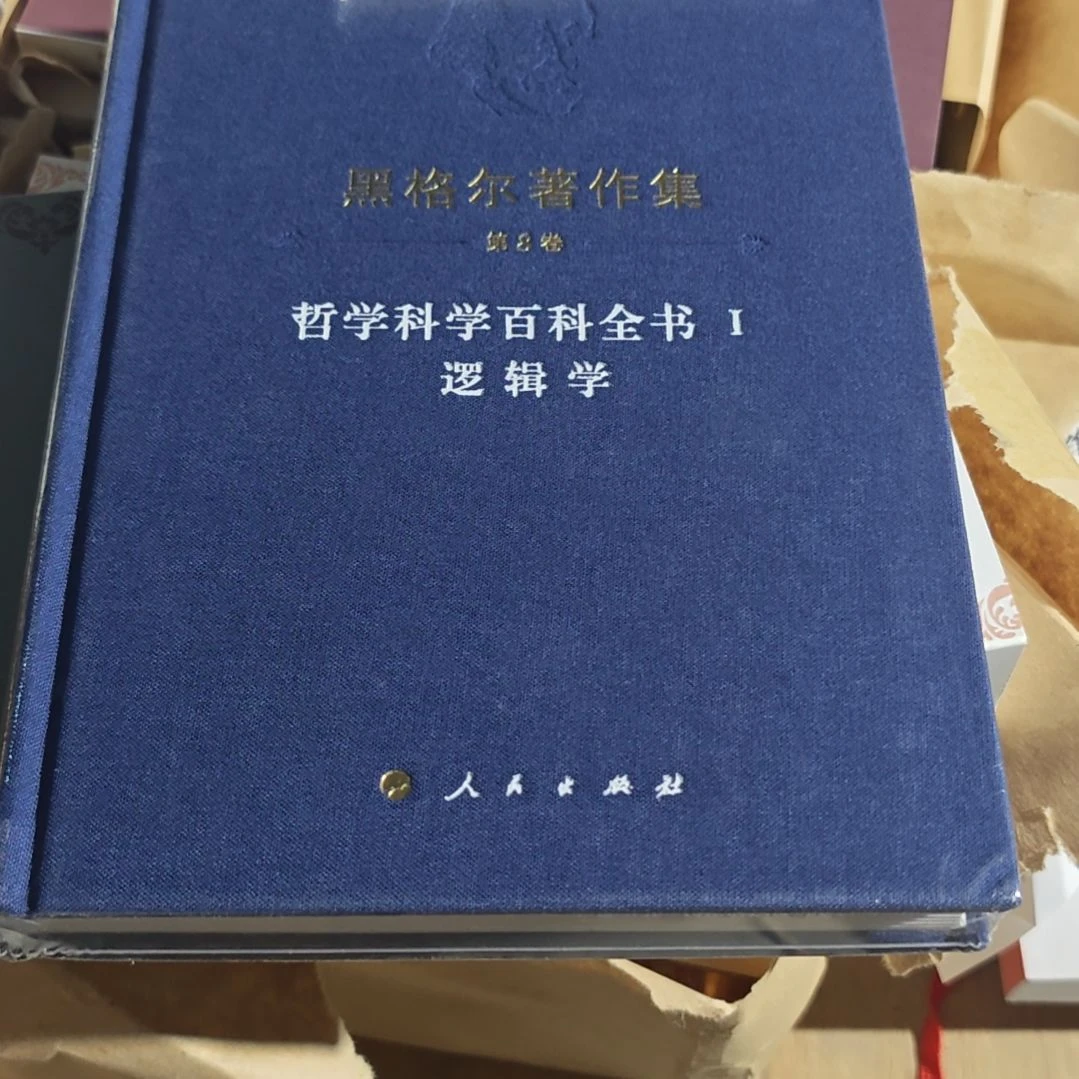 黑格尔著作集
第8卷
哲学科学百科全书 I
逻辑学
人民出版社